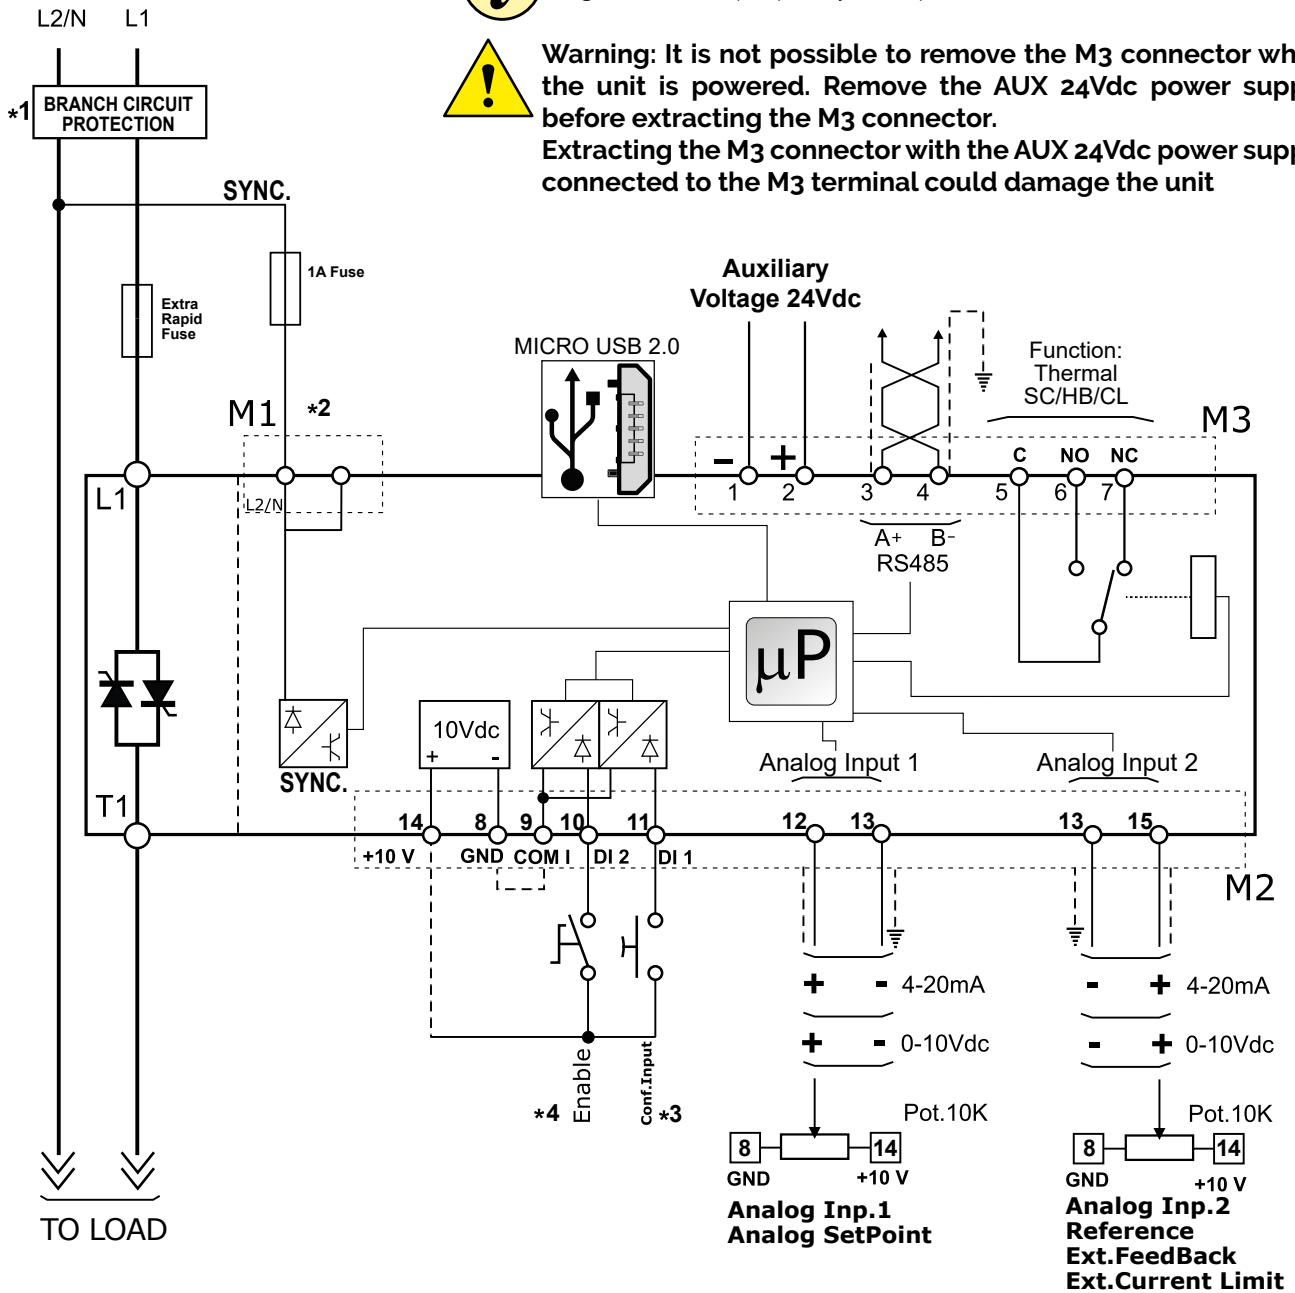 L2/N L1
Warning: It is not possible to remove the M3 connector
the unit is powered. Remove the AUX 24Vdc power
before extracting the M3 connector.
Extracting the M3 connector with the AUX 24Vdc power
connected to the M3 terminal could damage the unit
*1
BRANCH CIRCUIT
PROTECTION
SYNC.
1A Fuse
Extra
Rapid
Fuse
Auxiliary
Voltage 24Vdc
MICRO USB 2.0
Function:
Thermal
SC/HB/CL
M1 *2
M3
- + C NO NC
L1
L2/N
1 2 3 4 5 6 7
A+ B-
RS485
µP
10Vdc
+ -
SYNC.
Analog Input 1
Analog Input 2
T1
14 8 9 10 11 12 13 13 15
+10 V GND COM I DI 2 DI 1
M2
+ - 4-20mA
- + 4-20mA
+ - 0-10Vdc
- + 0-10Vdc
*4 Enable
Conf.Input *3
Pot.10K
Pot.10K
8 14
8 14
GND +10 V
GND +10 V
Analog Inp.1
Analog SetPoint
Analog Inp.2
Reference
Ext.FeedBack
Ext.Current Limit
TO LOAD